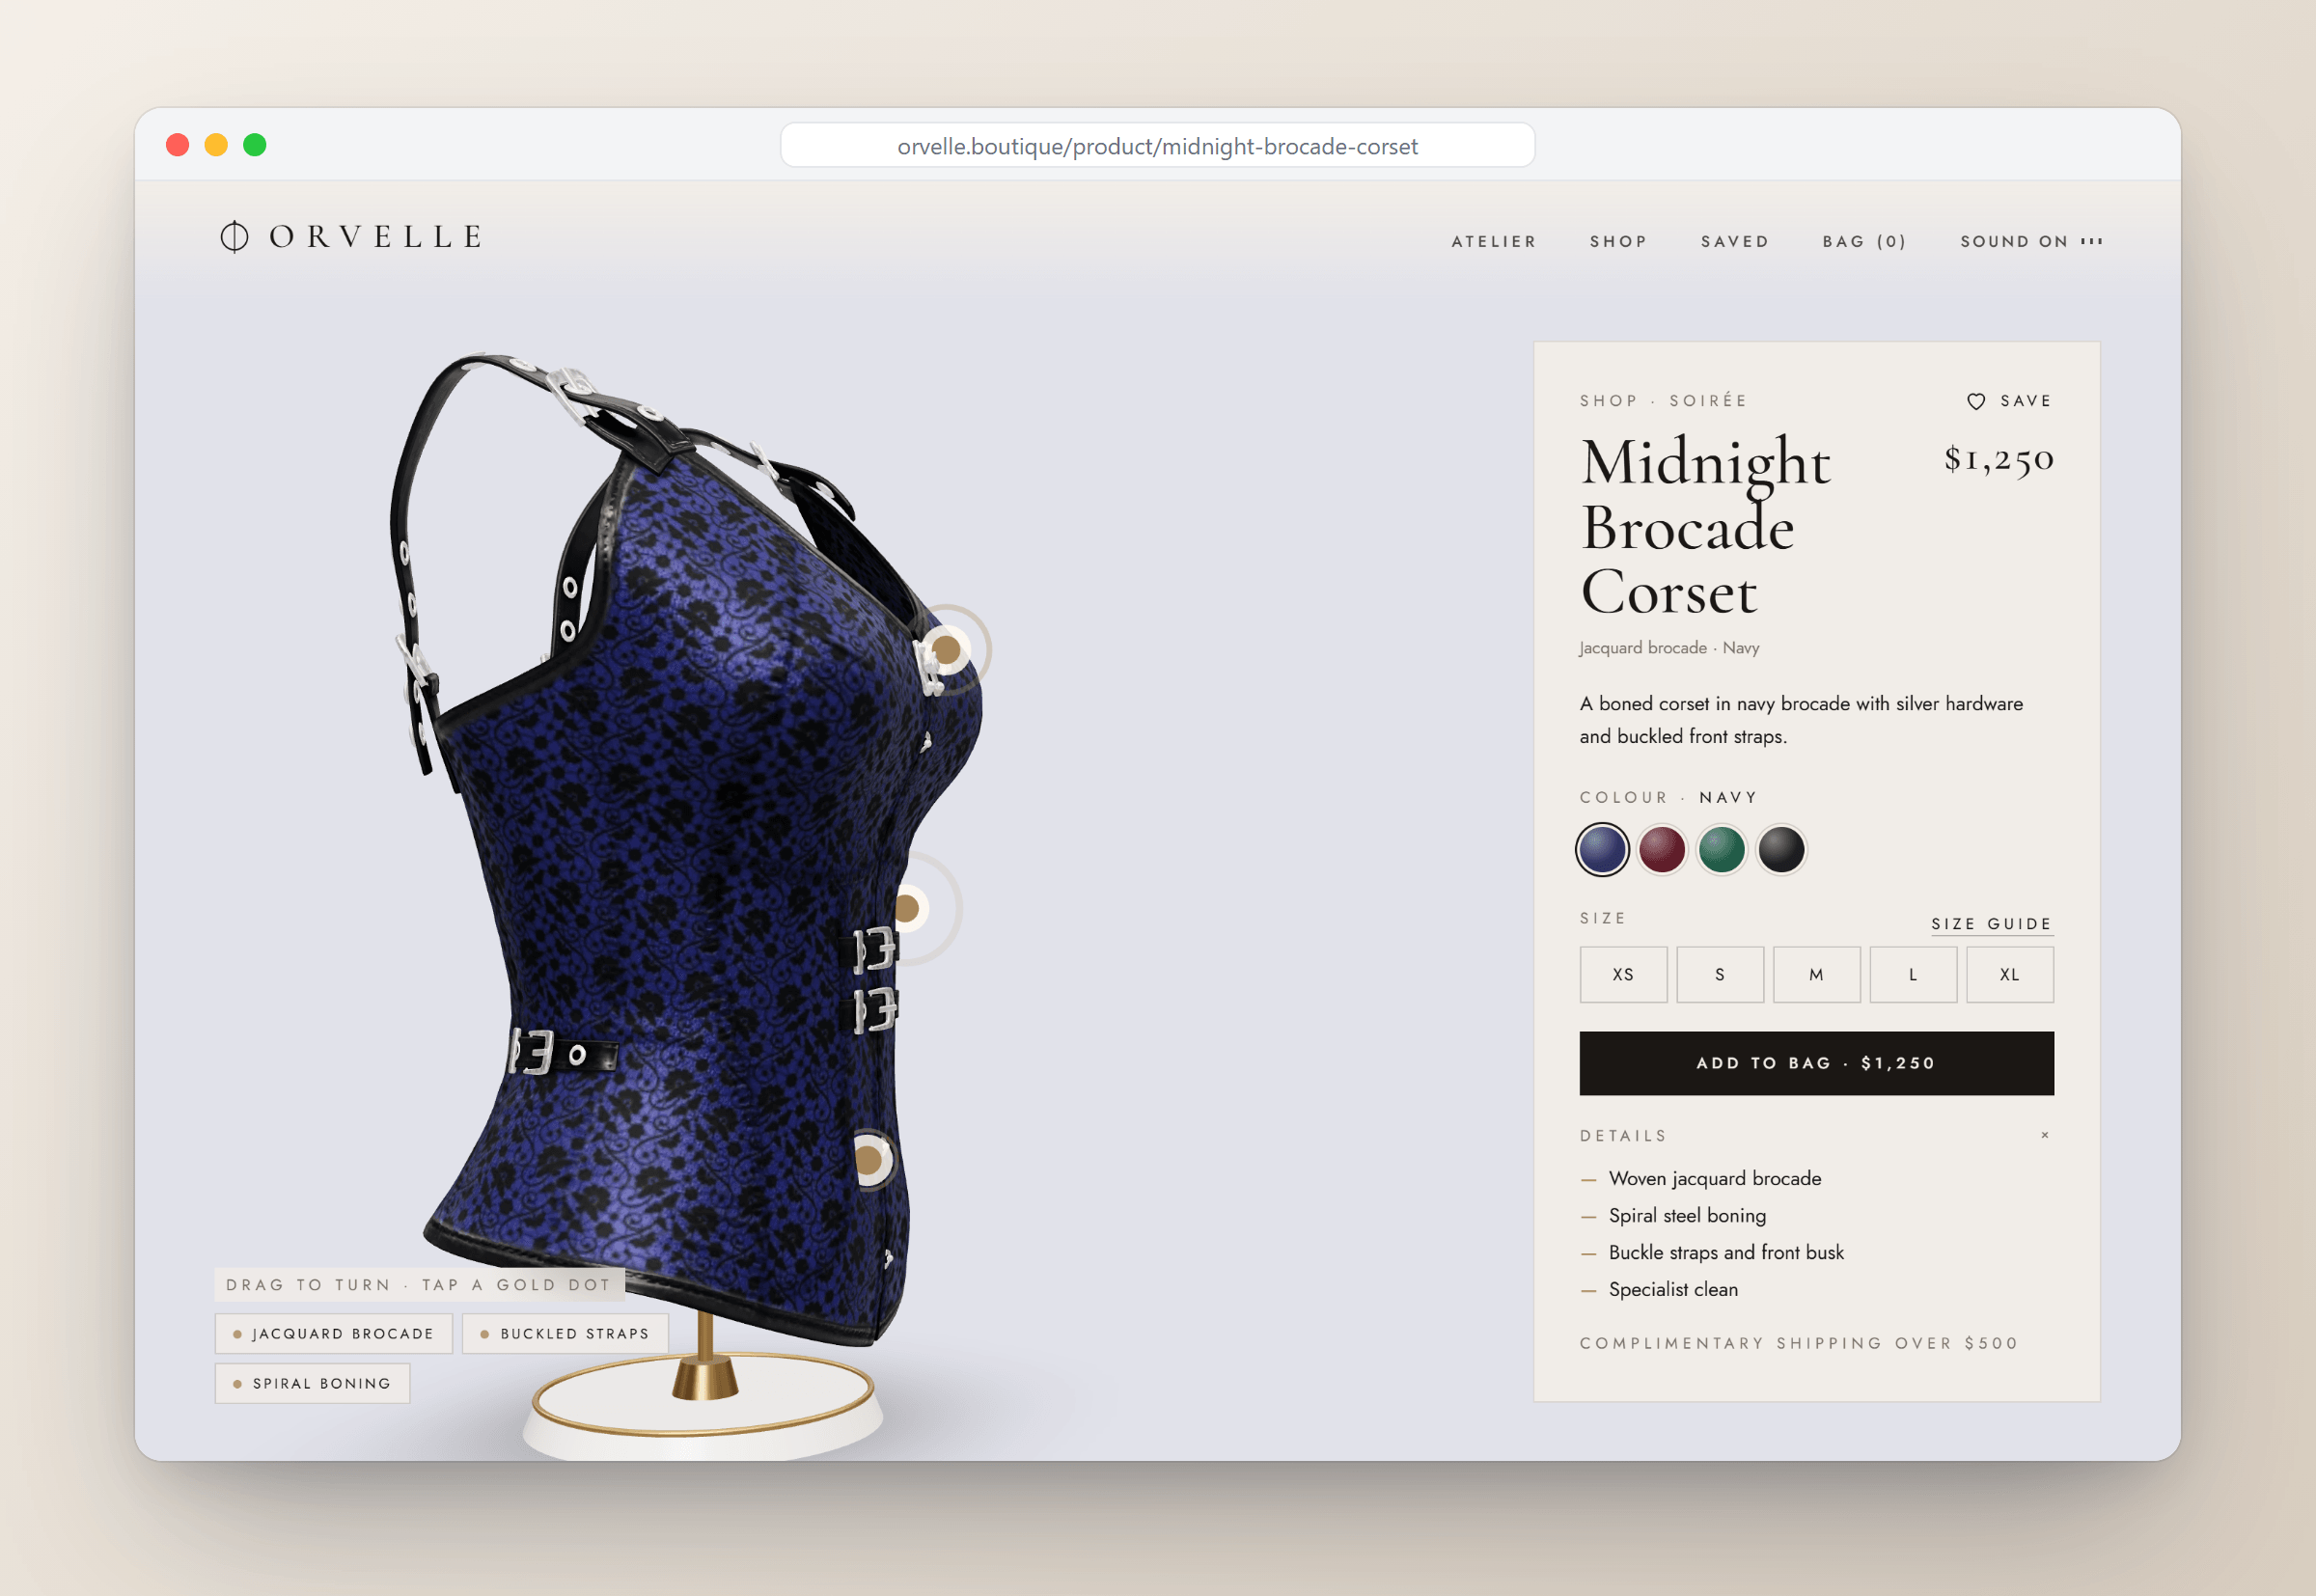 orvelle.boutique/product/midnight-brocade-corset
ORVELLE
ATELIER SHOP SAVED BAG (0) SOUND ON
SHOP · SOIRÉE
SAVE
Midnight
Brocade
Corset
$1,250
Jacquard brocade · Navy
A boned corset in navy brocade with silver hardware
and buckled front straps.
COLOUR · NAVY
SIZE
SIZE GUIDE
XS S M L XL
ADD TO BAG · $1,250
DETAILS ×
— Woven jacquard brocade
— Spiral steel boning
— Buckle straps and front busk
— Specialist clean
COMPLIMENTARY SHIPPING OVER $500
DRAG TO TURN · TAP A GOLD DOT
JACQUARD BROCADE
BUCKLED STRAPS
SPIRAL BONING